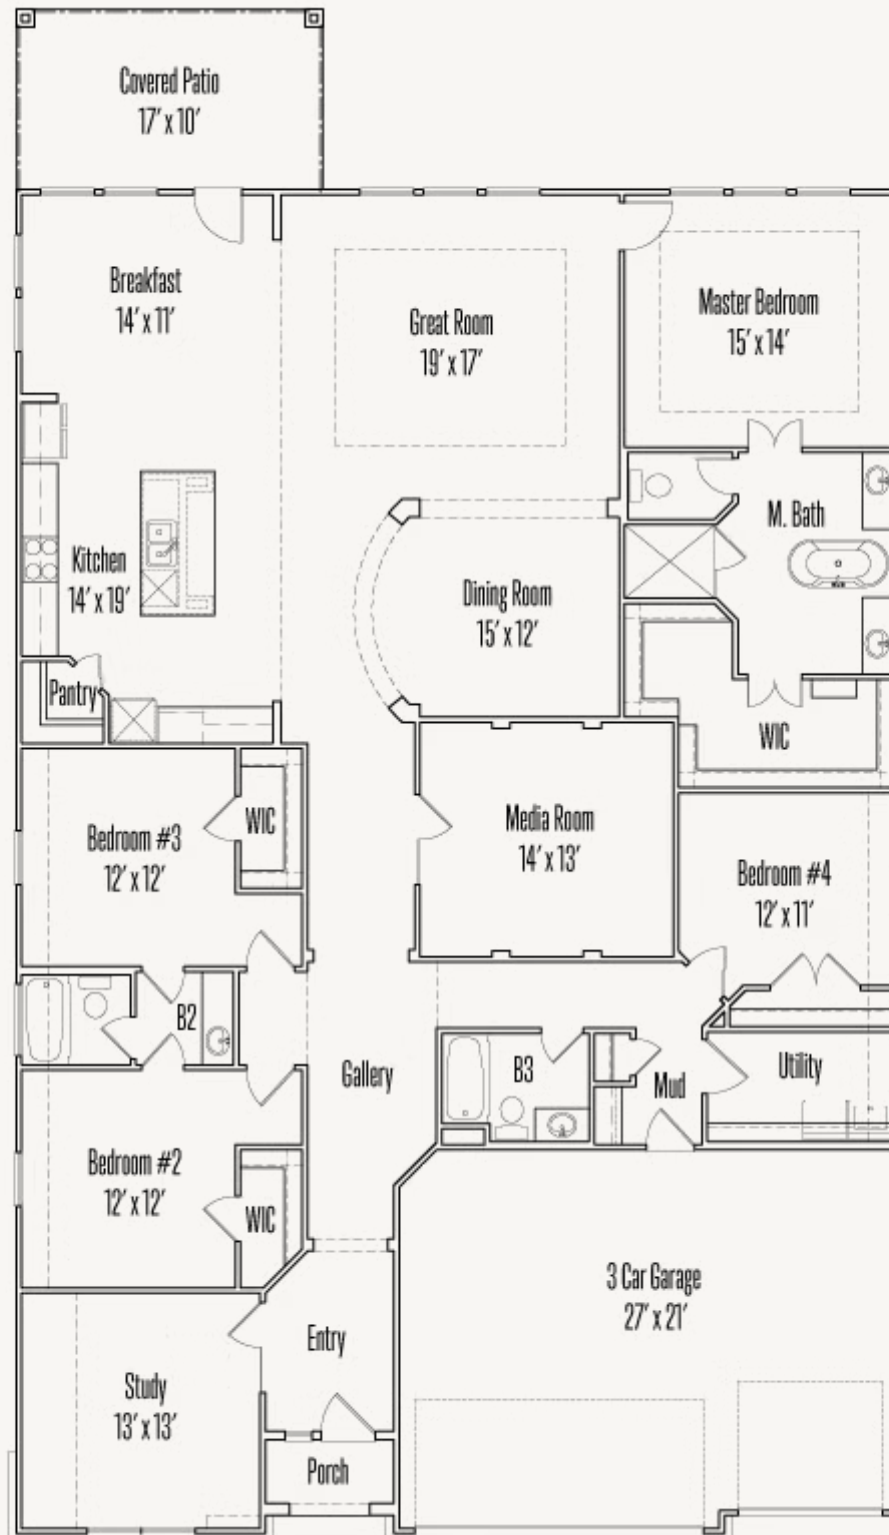 Covered Patio
17' x 10'
Breakfast
14' x 11'
Great Room
19' x 17'
Master Bedroom
15' x 14'
M. Bath
Kitchen
14' x 19'
Dining Room
15' x 12'
Pantry
WIC
Bedroom #3
12' x 12'
WIC
Media Room
14' x 13'
Bedroom #4
12' x 11'
B2
Gallery
B3
Mud
Utility
Bedroom #2
12' x 12'
WIC
3 Car Garage
27' x 21'
Entry
Study
13' x 13'
Porch